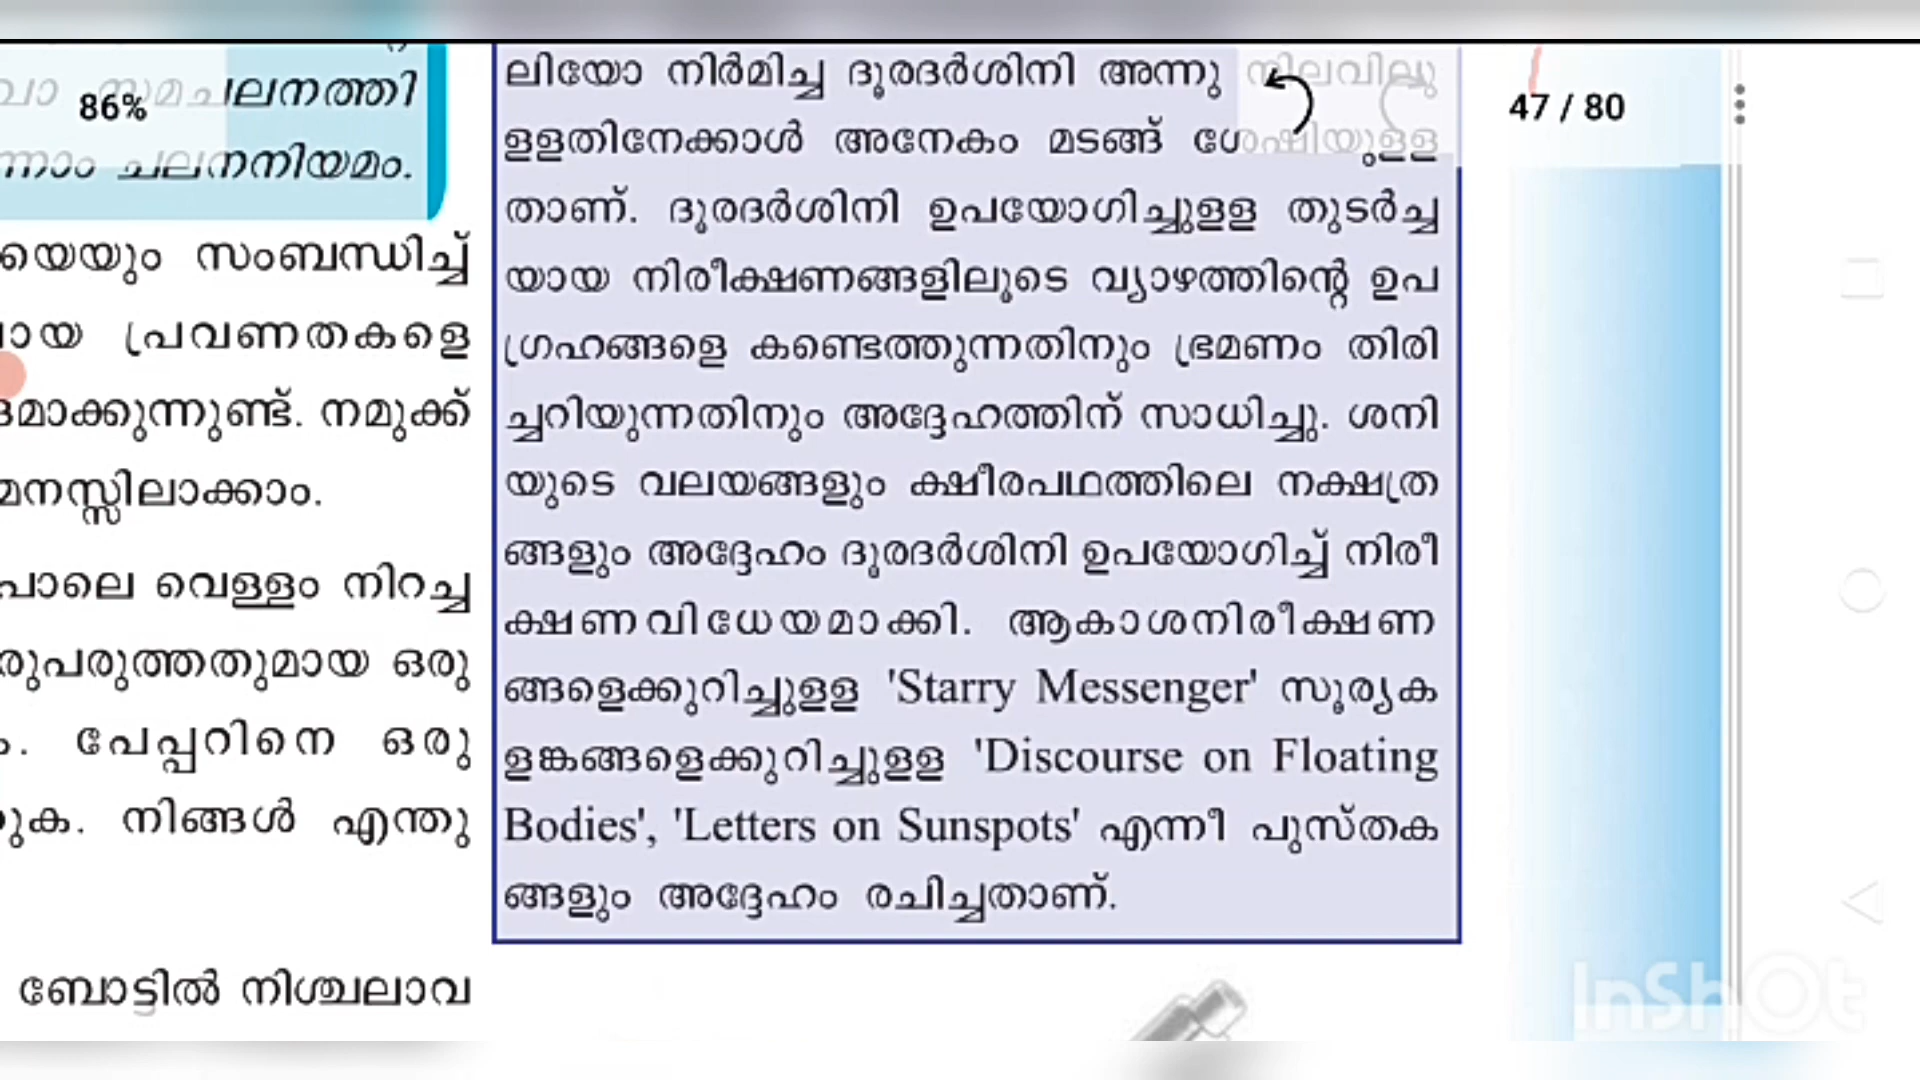 86%
47 / 80
സമചലനത്തി
ന്നാം ചലനനിയമം.
യെയും സംബന്ധിച്ച്
പ്രവണതകളെ
മാക്കുന്നുണ്ട്. നമുക്ക്
മനസ്സിലാക്കാം.
പോലെ വെള്ളം നിറച്ച
രുപരുത്തതുമായ ഒരു
പേപ്പറിനെ ഒരു
നിങ്ങൾ എന്തു
ബോട്ടിൽ നിശ്ചലാവ
ലിയോ നിർമിച്ച ദൂരദർശിനി അന്നു നിലവിലു
ള്ളതിനേക്കാൾ അനേകം മടങ്ങ് ശേഷിയുള്ള
താണ്. ദൂരദർശിനി ഉപയോഗിച്ചുള്ള തുടർച്ച
യായ നിരീക്ഷണങ്ങളിലൂടെ വ്യാഴത്തിന്റെ ഉപ
ഗ്രഹങ്ങളെ കണ്ടെത്തുന്നതിനും ഭ്രമണം തിരി
ച്ചറിയുന്നതിനും അദ്ദേഹത്തിന് സാധിച്ചു. ശനി
യുടെ വലയങ്ങളും ക്ഷീരപഥത്തിലെ നക്ഷത്ര
ങ്ങളും അദ്ദേഹം ദൂരദർശിനി ഉപയോഗിച്ച് നിരീ
ക്ഷണവിധേയമാക്കി. ആകാശനിരീക്ഷണ
ങ്ങളെക്കുറിച്ചുള്ള 'Starry Messenger' സൂര്യക
ളങ്കങ്ങളെക്കുറിച്ചുള്ള 'Discourse on Floating
Bodies', 'Letters on Sunspots' എന്നീ പുസ്തക
ങ്ങളും അദ്ദേഹം രചിച്ചതാണ്.
InShOt